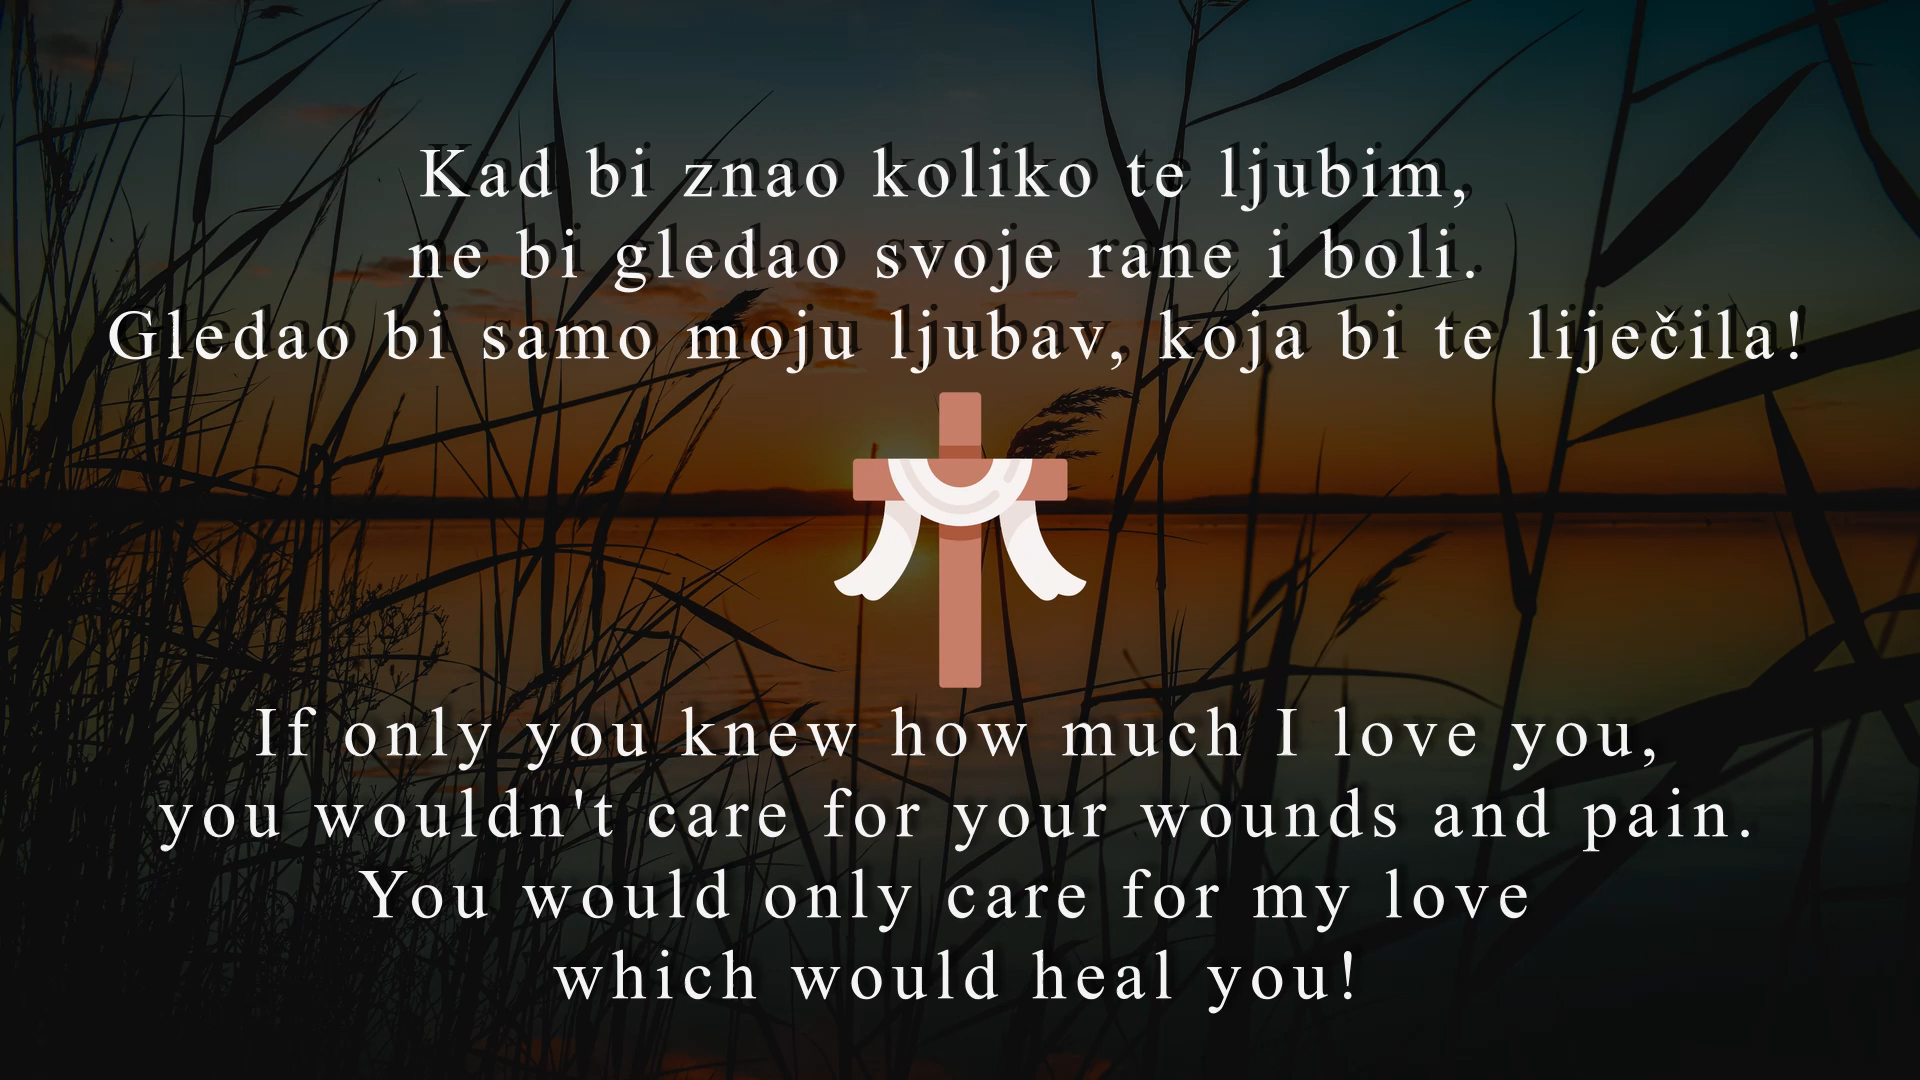 Kad bi znao koliko te ljubim,
ne bi gledao svoje rane i boli.
Gledao bi samo moju ljubav, koja bi te liječila!
If only you knew how much I love you,
you wouldn't care for your wounds and pain.
You would only care for my love
which would heal you!